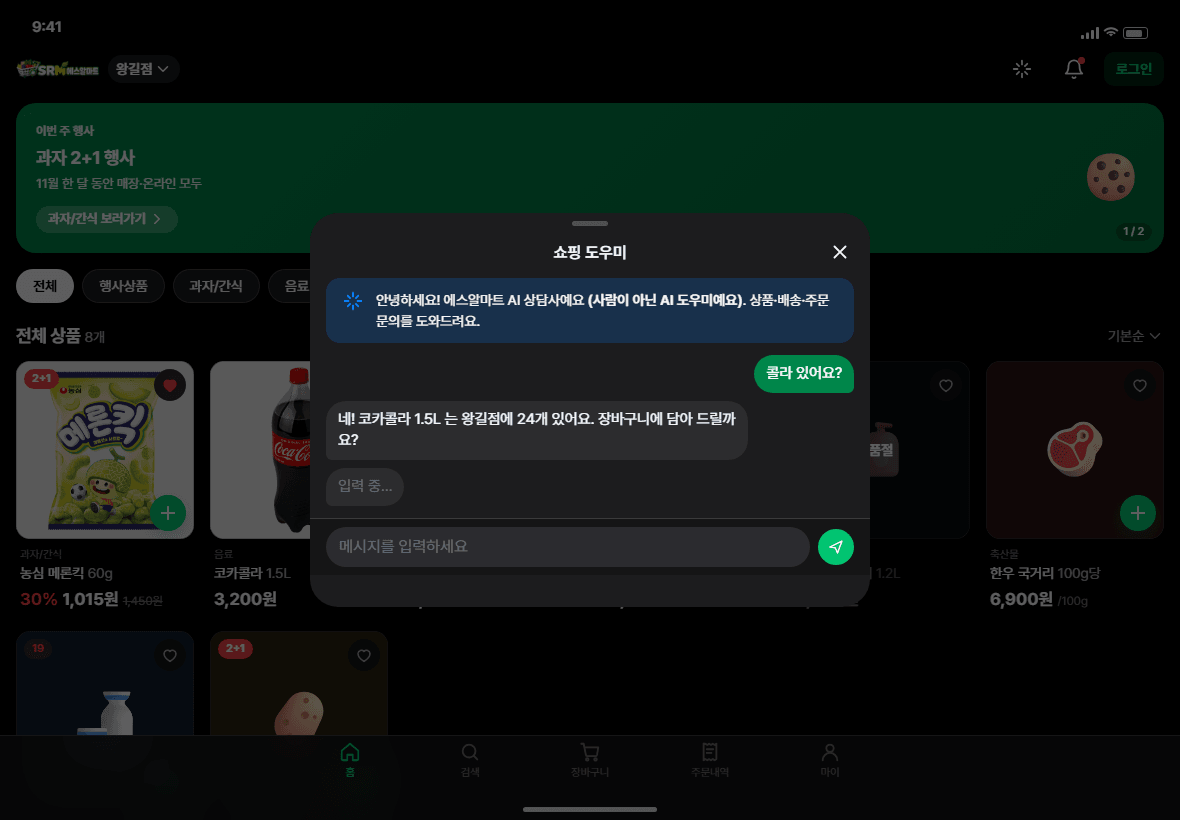 9:41
SRM에스알마트
왕길점
로그인
이번 주 행사
과자 2+1 행사
11월 한 달 동안 매장·온라인 모두
과자/간식 보러가기
1 / 2
쇼핑 도우미
안녕하세요! 에스알마트 AI 상담사예요 (사람이 아닌 AI 도우미예요). 상품·배송·주문
문의를 도와드려요.
콜라 있어요?
네! 코카콜라 1.5L 는 왕길점에 24개 있어요. 장바구니에 담아 드릴까
요?
입력 중…
메시지를 입력하세요
전체
행사상품
과자/간식
음료
전체 상품 8개
기본순
2+1
농심
메론킥
Coca-Cola
품절
과자/간식
농심 메론킥 60g
30% 1,015원 1,450원
음료
코카콜라 1.5L
3,200원
1.2L
축산물
한우 국거리 100g당
6,900원 /100g
19
2+1
홈
검색
장바구니
주문내역
마이